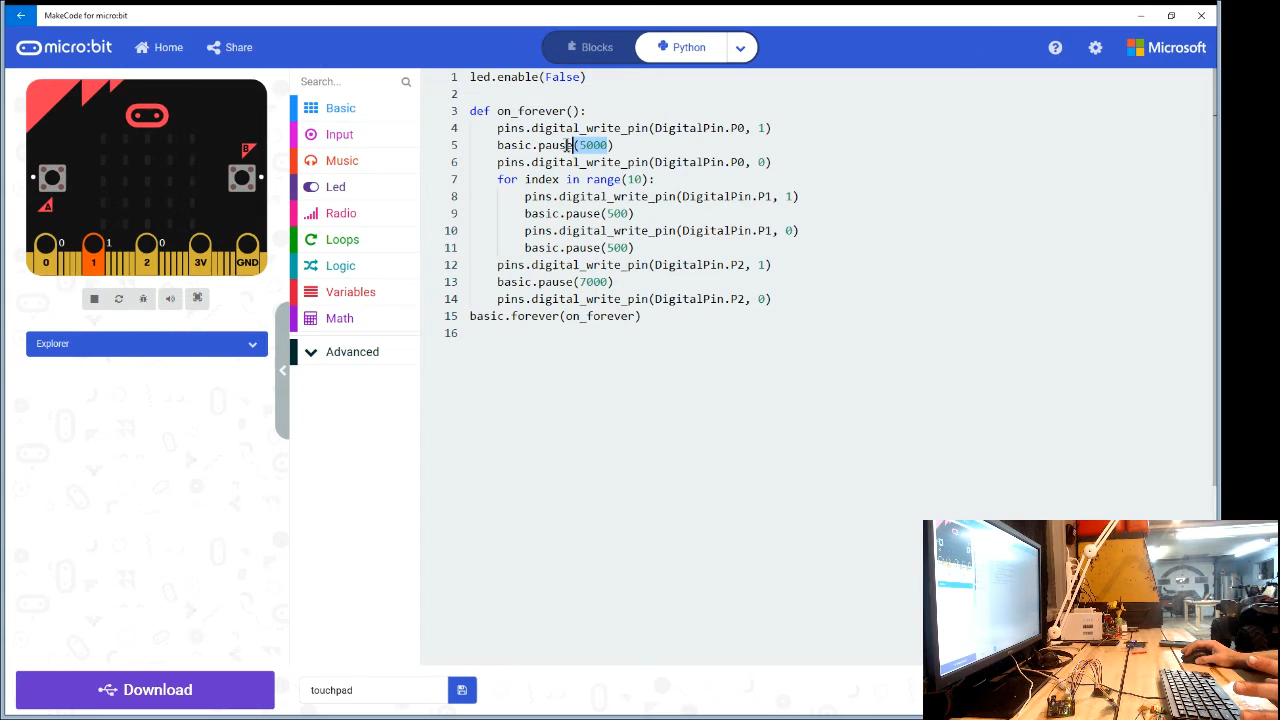 MakeCode for micro:bit
micro:bit
Home
Share
Blocks
Python
Microsoft
B
A
0
1
0
0
1
2
3V
GND
Explorer
Download
Search...
Basic
Input
Music
Led
Radio
Loops
Logic
Variables
Math
Advanced
1 led.enable(False)
2
3 def on_forever():
4 pins.digital_write_pin(DigitalPin.P0, 1)
5 basic.pause(5000)
6 pins.digital_write_pin(DigitalPin.P0, 0)
7 for index in range(10):
8 pins.digital_write_pin(DigitalPin.P1, 1)
9 basic.pause(500)
10 pins.digital_write_pin(DigitalPin.P1, 0)
11 basic.pause(500)
12 pins.digital_write_pin(DigitalPin.P2, 1)
13 basic.pause(7000)
14 pins.digital_write_pin(DigitalPin.P2, 0)
15 basic.forever(on_forever)
16
touchpad